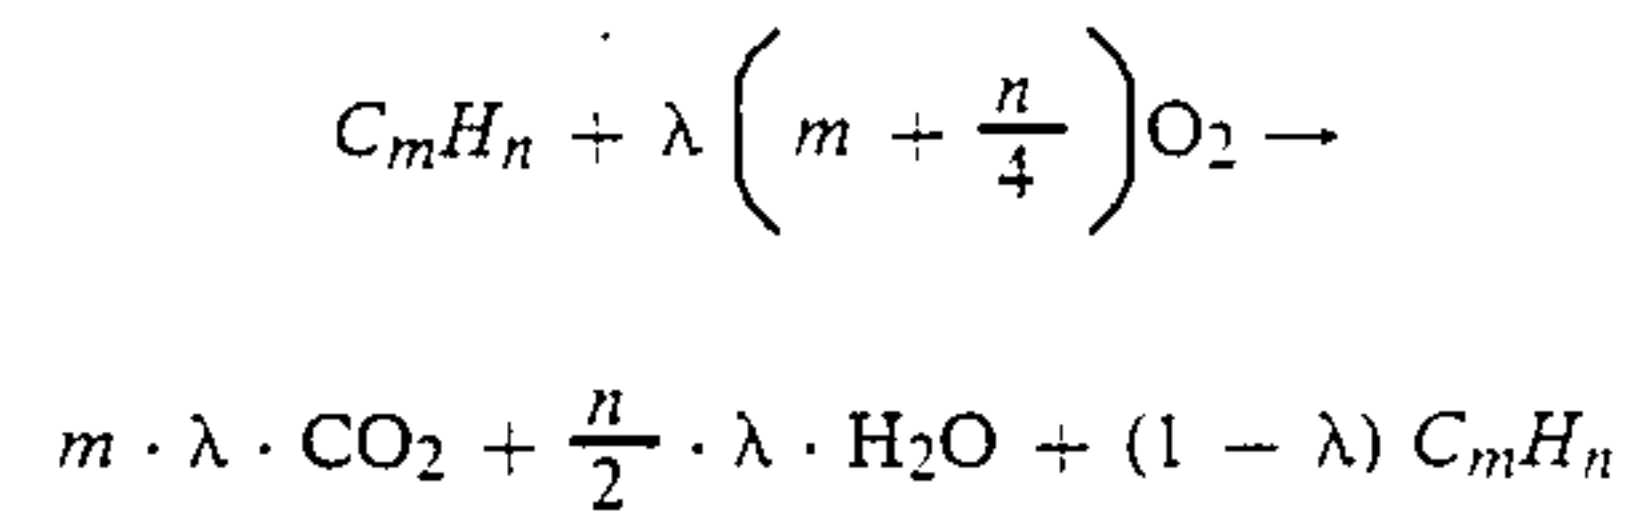 CₘHₙ + λ ( m + n/4 ) O₂ →
m · λ · CO₂ + n/2 · λ · H₂O + (1 − λ) CₘHₙ